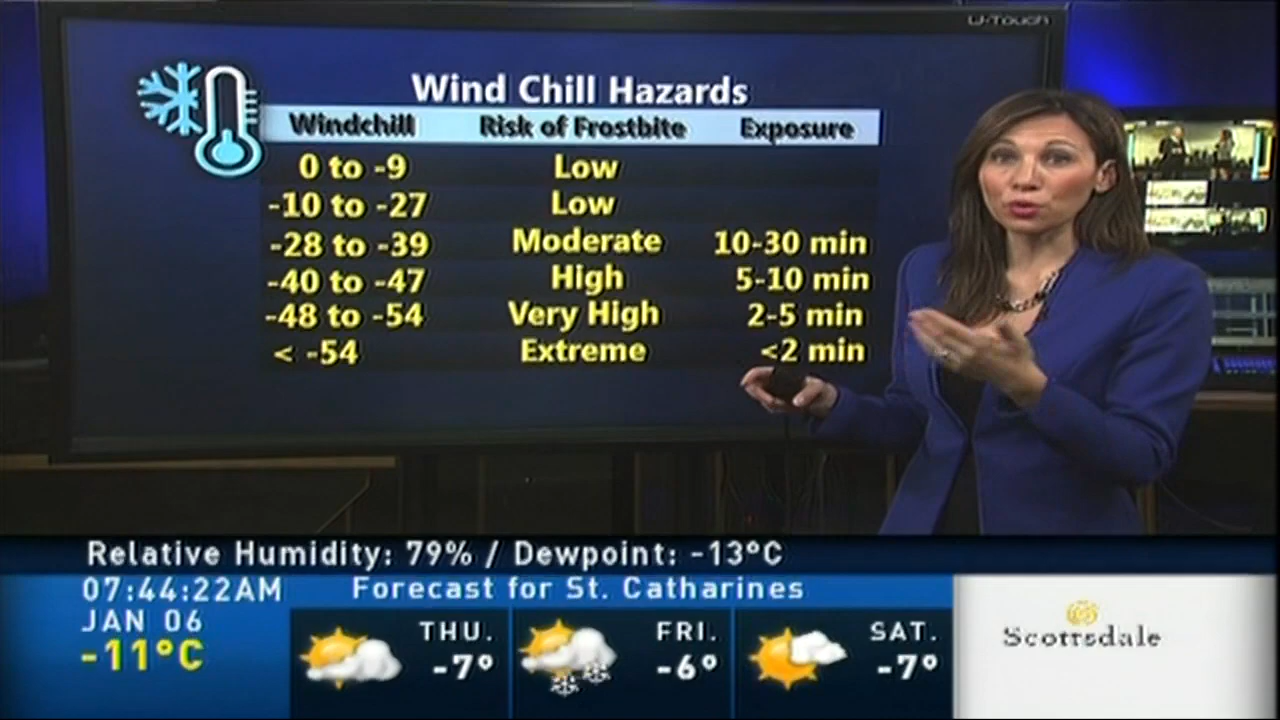 U-Touch
Wind Chill Hazards
Windchill Risk of Frostbite Exposure
0 to -9 Low
-10 to -27 Low
-28 to -39 Moderate 10-30 min
-40 to -47 High 5-10 min
-48 to -54 Very High 2-5 min
< -54 Extreme <2 min
Relative Humidity: 79% / Dewpoint: -13°C
07:44:22AM Forecast for St. Catharines
JAN 06 THU. FRI. SAT.
-11°C -7° -6° -7°
Scottsdale